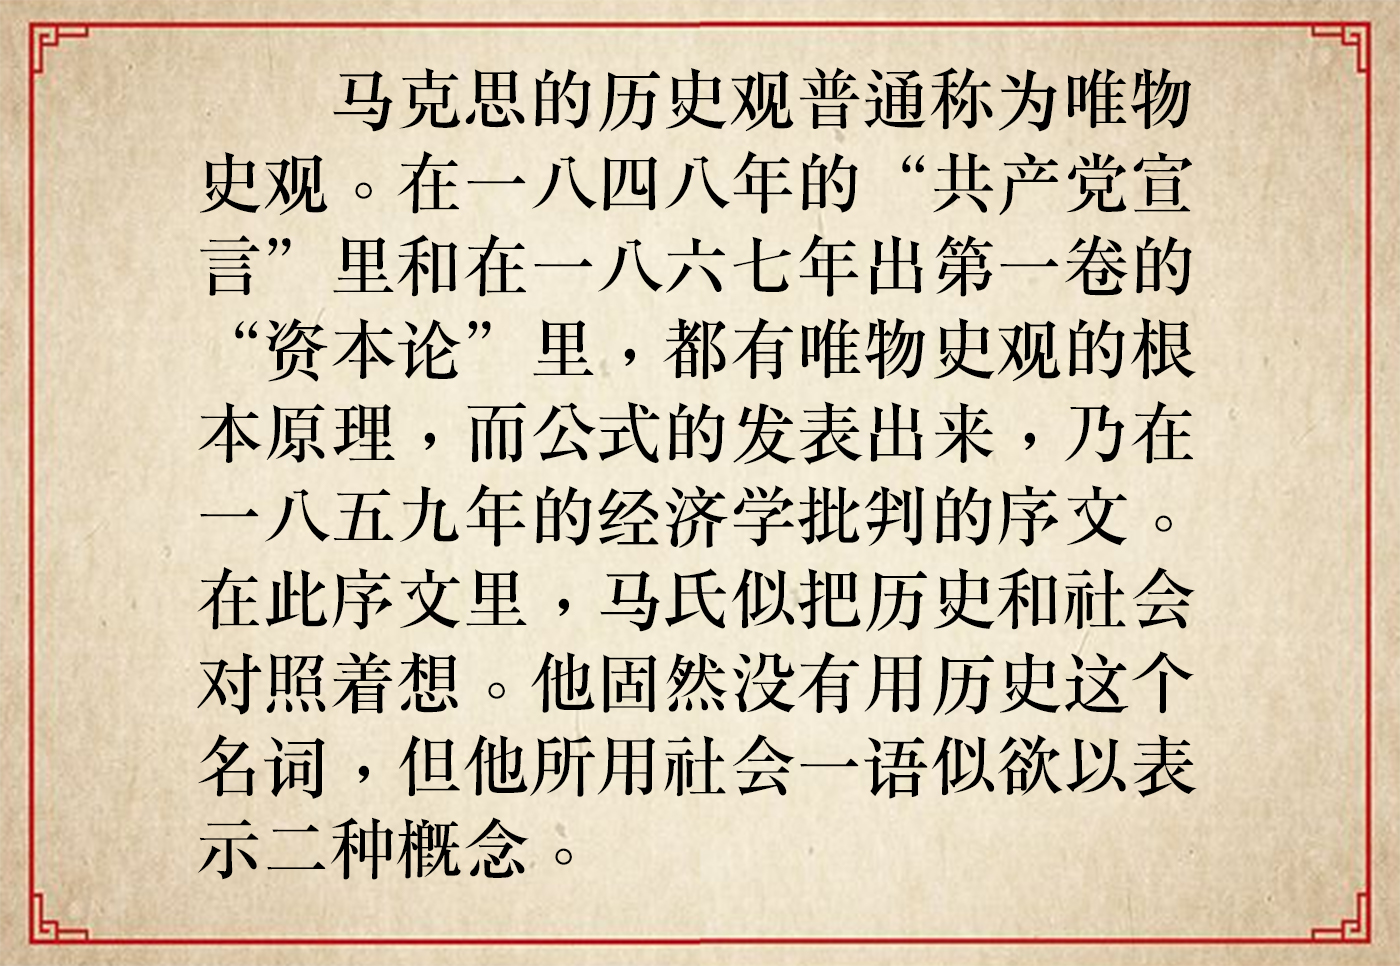 马克思的历史观普通称为唯物
史观。在一八四八年的“共产党宣
言”里和在一八六七年出第一卷的
“资本论”里，都有唯物史观的根
本原理，而公式的发表出来，乃在
一八五九年的经济学批判的序文。
在此序文里，马氏似把历史和社会
对照着想。他固然没有用历史这个
名词，但他所用社会一语似欲以表
示二种概念。